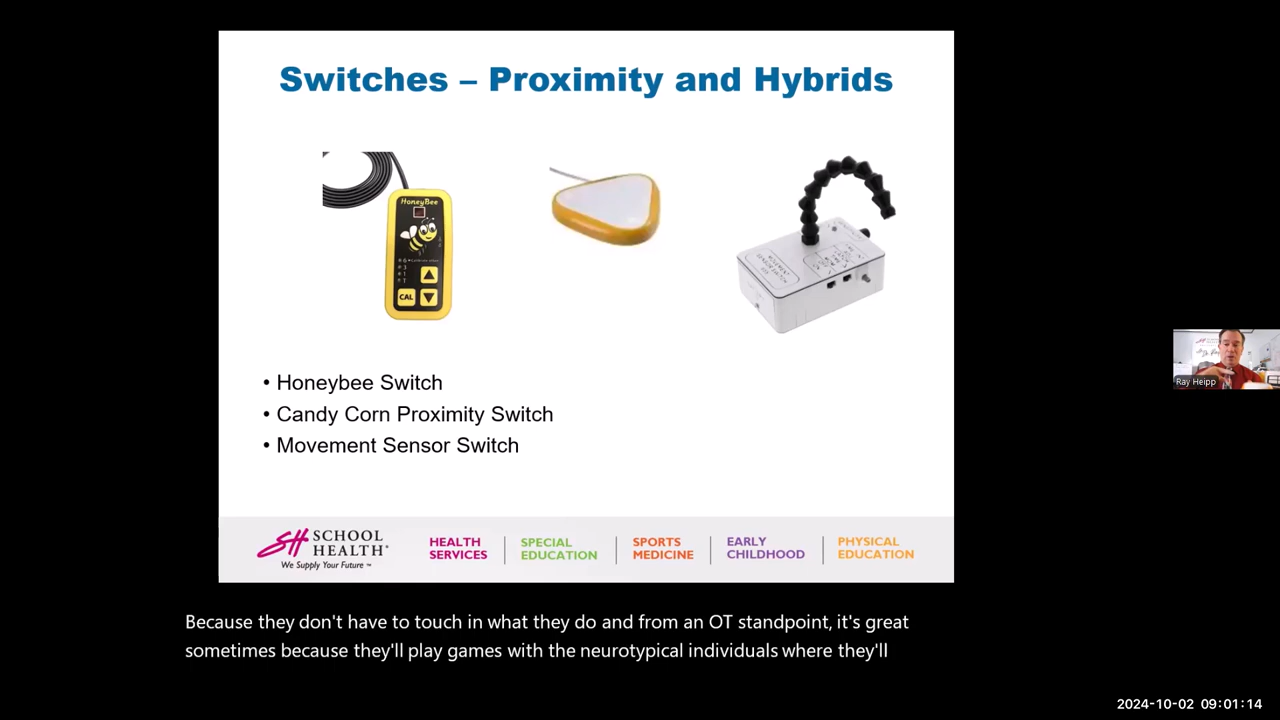 Switches – Proximity and Hybrids
HoneyBee
CAL
• Honeybee Switch
• Candy Corn Proximity Switch
• Movement Sensor Switch
SH SCHOOL HEALTH®
We Supply Your Future ™
HEALTH SERVICES
SPECIAL EDUCATION
SPORTS MEDICINE
EARLY CHILDHOOD
PHYSICAL EDUCATION
Ray Heipp
Because they don't have to touch in what they do and from an OT standpoint, it's great
sometimes because they'll play games with the neurotypical individuals where they'll
2024-10-02 09:01:14